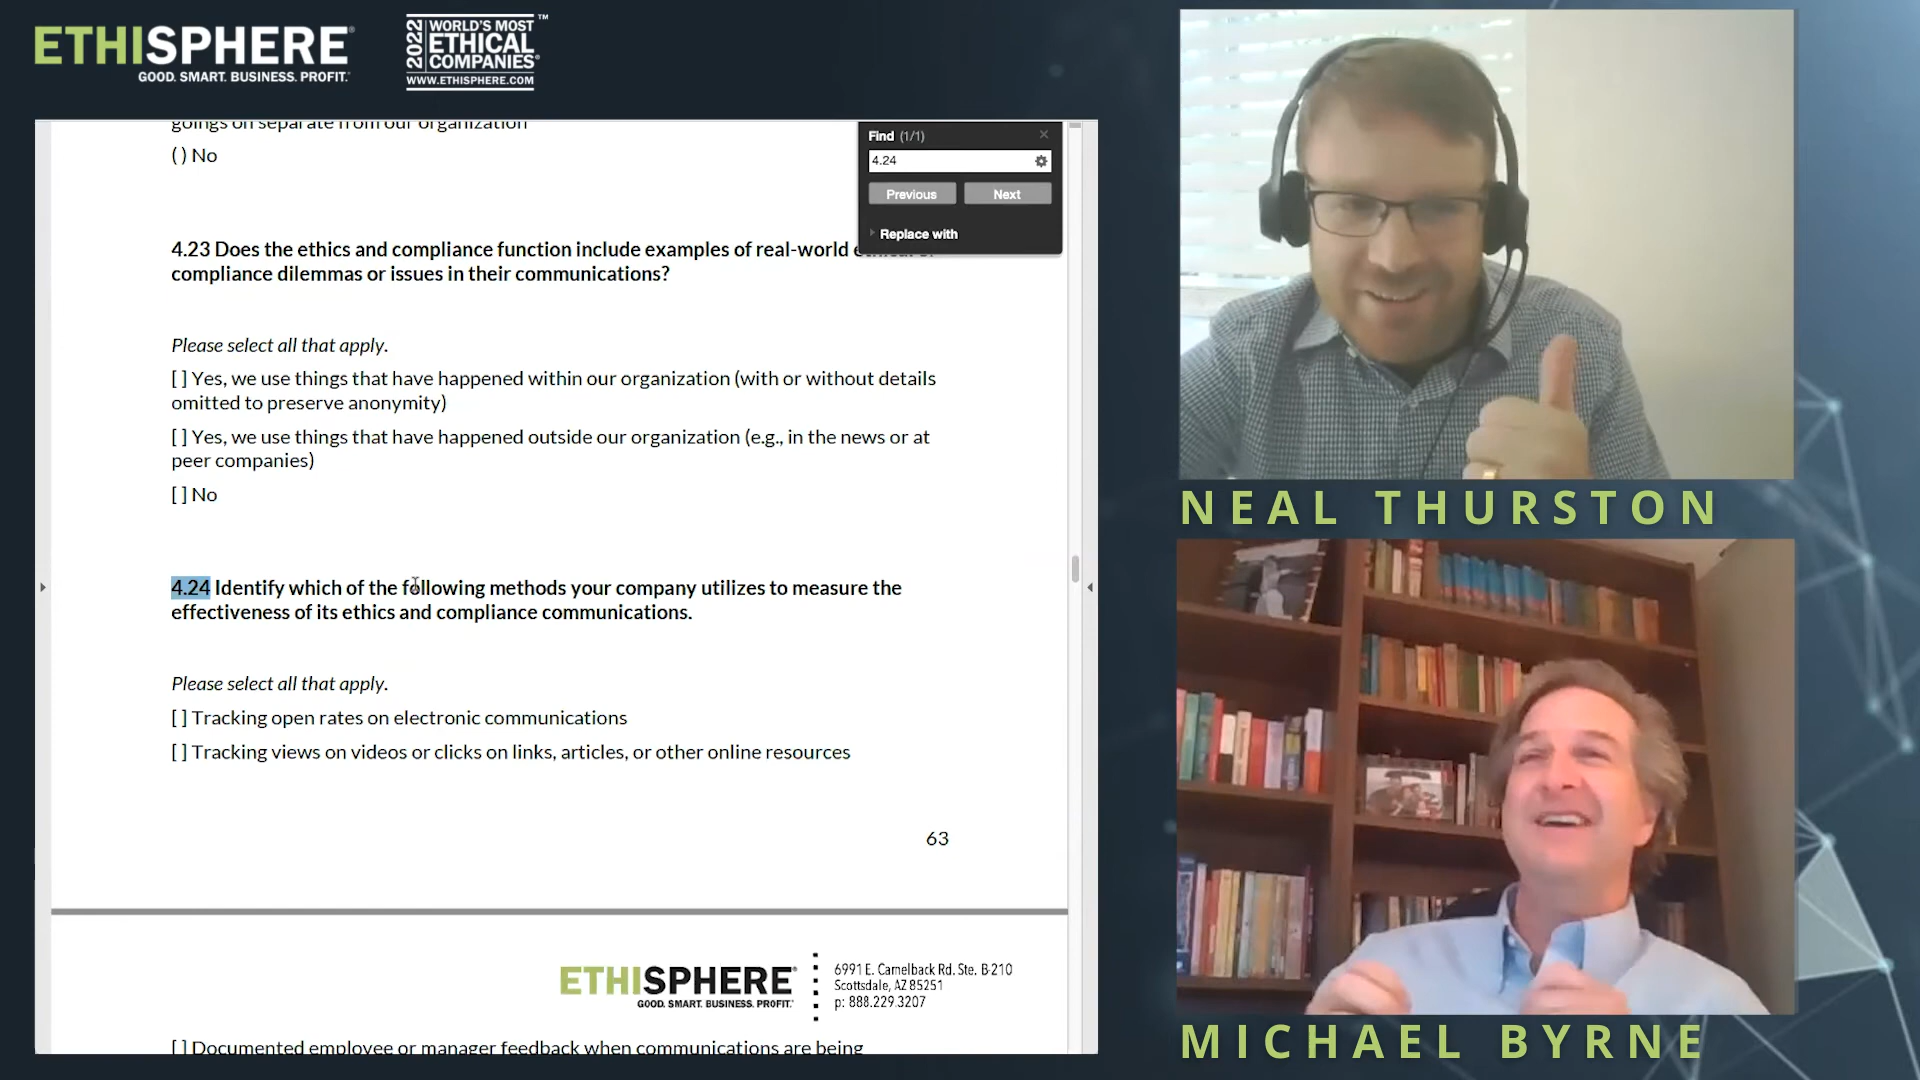 ETHISPHERE®
GOOD. SMART. BUSINESS. PROFIT.®
2022
WORLD'S MOST
ETHICAL
COMPANIES®
™
WWW.ETHISPHERE.COM
goings on separate from our organization
( ) No
Find (1/1)
4.24
Previous
Next
Replace with
4.23 Does the ethics and compliance function include examples of real-world
compliance dilemmas or issues in their communications?
Please select all that apply.
[ ] Yes, we use things that have happened within our organization (with or without details
omitted to preserve anonymity)
[ ] Yes, we use things that have happened outside our organization (e.g., in the news or at
peer companies)
[ ] No
4.24 Identify which of the following methods your company utilizes to measure the
effectiveness of its ethics and compliance communications.
Please select all that apply.
[ ] Tracking open rates on electronic communications
[ ] Tracking views on videos or clicks on links, articles, or other online resources
63
ETHISPHERE®
GOOD. SMART. BUSINESS. PROFIT.®
6991 E. Camelback Rd. Ste. B-210
Scottsdale, AZ 85251
p: 888.229.3207
[ ] Documented employee or manager feedback when communications are being
NEAL THURSTON
MICHAEL BYRNE